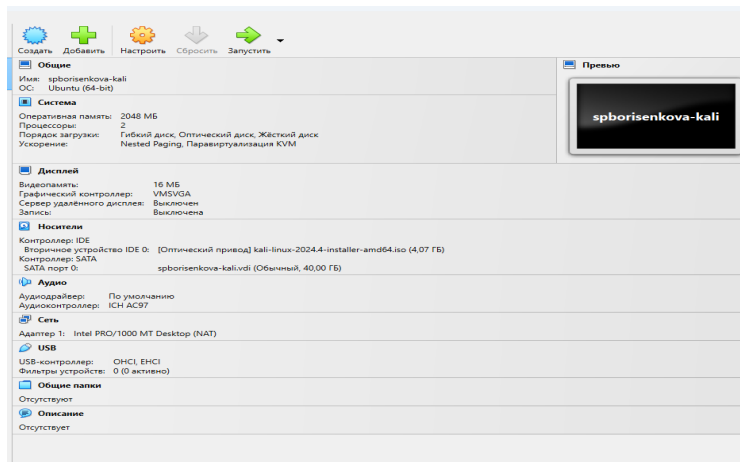 Создать Добавить Настроить Сбросить Запустить
Общие
Имя: spborisenkova-kali
ОС: Ubuntu (64-bit)
Превью
spborisenkova-kali
Система
Оперативная память: 2048 МБ
Процессоры: 2
Порядок загрузки: Гибкий диск, Оптический диск, Жёсткий диск
Ускорение: Nested Paging, Паравиртуализация KVM
Дисплей
Видеопамять: 16 МБ
Графический контроллер: VMSVGA
Сервер удалённого дисплея: Выключен
Запись: Выключена
Носители
Контроллер: IDE
Вторичное устройство IDE 0: [Оптический привод] kali-linux-2024.4-installer-amd64.iso (4,07 ГБ)
Контроллер: SATA
SATA порт 0: spborisenkova-kali.vdi (Обычный, 40,00 ГБ)
Аудио
Аудиодрайвер: По умолчанию
Аудиоконтроллер: ICH AC97
Сеть
Адаптер 1: Intel PRO/1000 MT Desktop (NAT)
USB
USB-контроллер: OHCI, EHCI
Фильтры устройств: 0 (0 активно)
Общие папки
Отсутствуют
Описание
Отсутствует